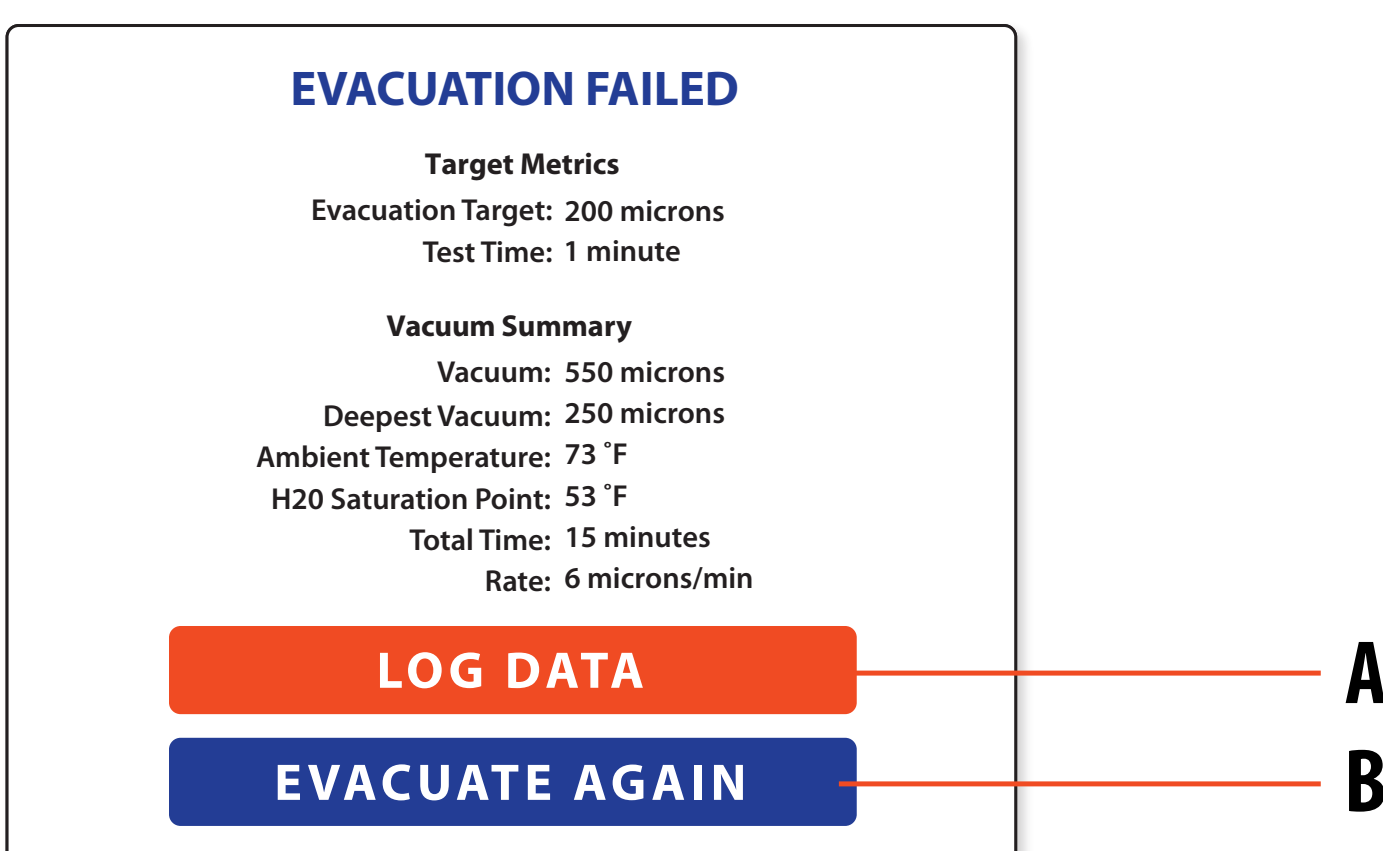 EVACUATION FAILED
Target Metrics
Evacuation Target: 200 microns
Test Time: 1 minute
Vacuum Summary
Vacuum: 550 microns
Deepest Vacuum: 250 microns
Ambient Temperature: 73 ˚F
H20 Saturation Point: 53 ˚F
Total Time: 15 minutes
Rate: 6 microns/min
LOG DATA
A
EVACUATE AGAIN
B